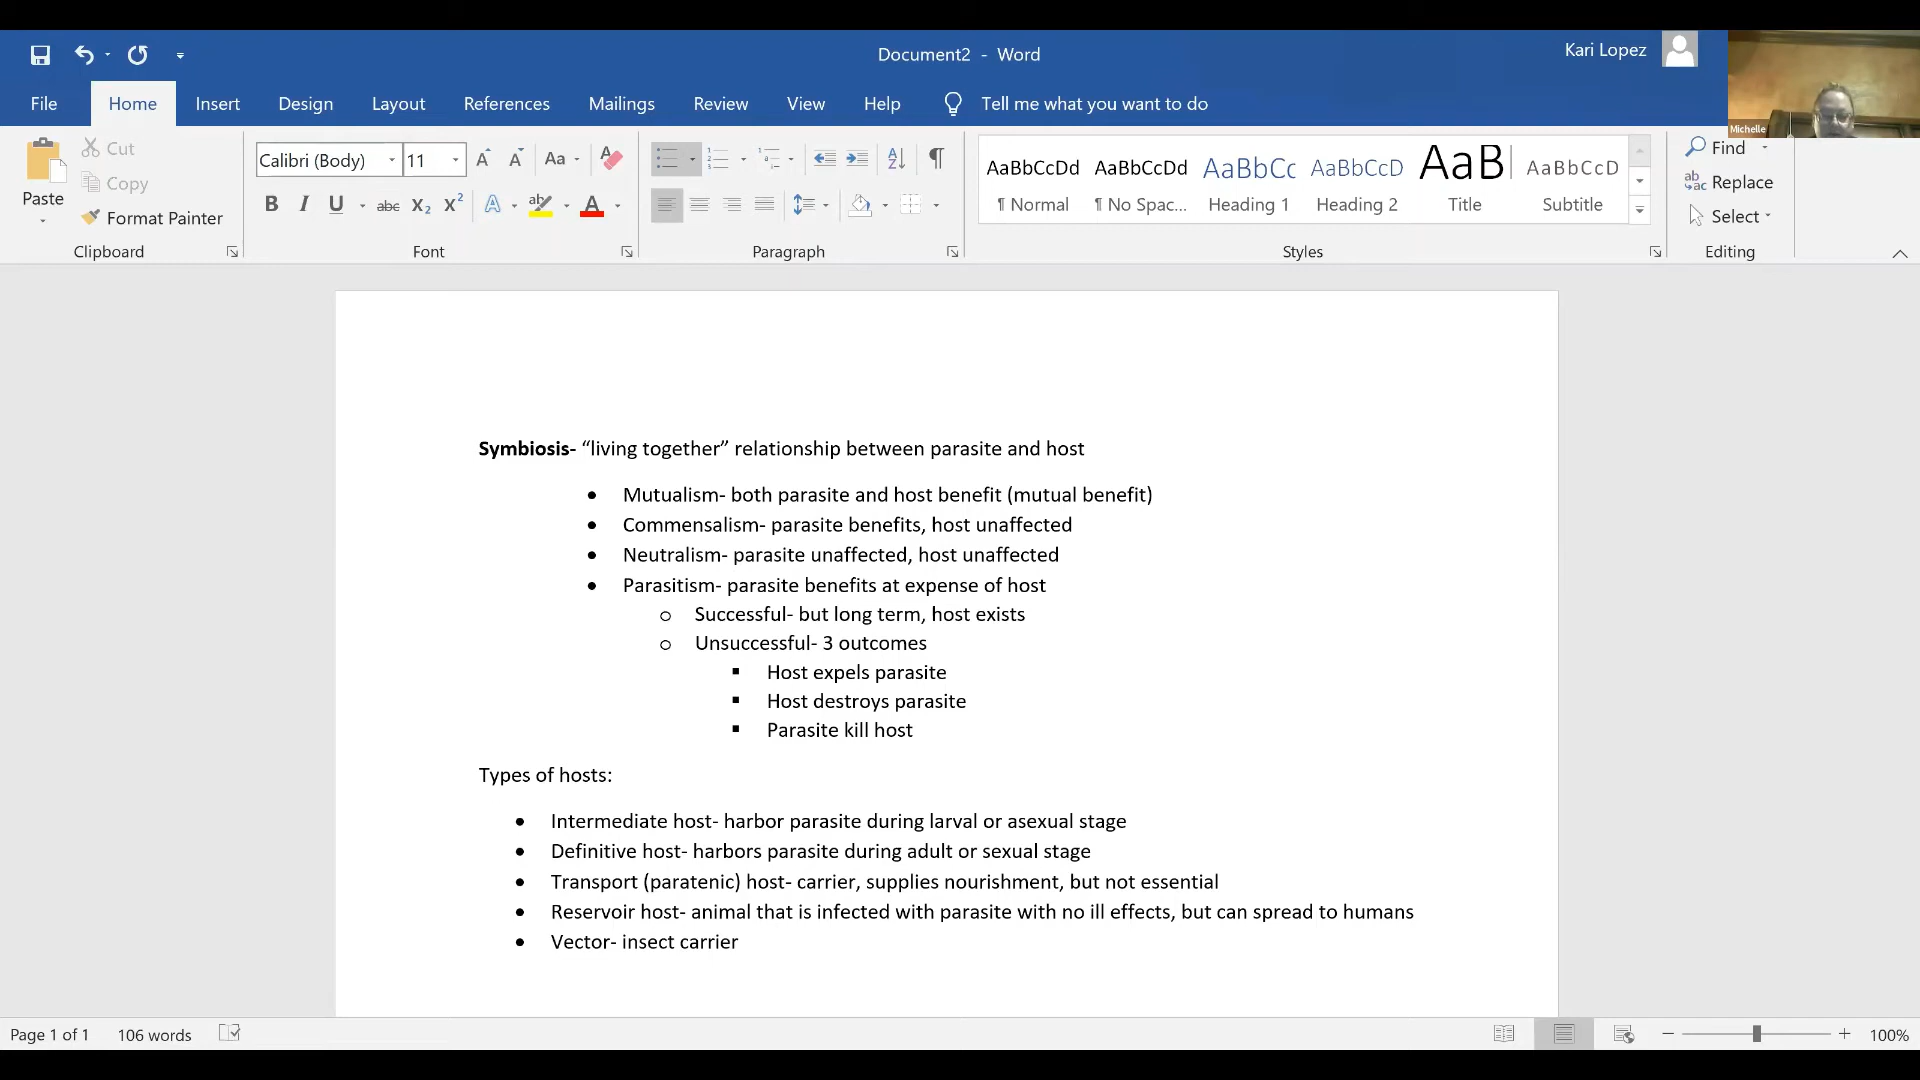 Document2 - Word
Kari Lopez
Michelle
File Home Insert Design Layout References Mailings Review View Help Tell me what you want to do
Paste
Cut
Copy
Format Painter
Clipboard
Calibri (Body) 11
Aa
B I U abc X₂ X²
A
Font
Paragraph
AaBbCcDd AaBbCcDd AaBbCc AaBbCcD AaB AaBbCcD
¶ Normal ¶ No Spac... Heading 1 Heading 2 Title Subtitle
Styles
Find
Replace
Select
Editing
Symbiosis- “living together” relationship between parasite and host
• Mutualism- both parasite and host benefit (mutual benefit)
• Commensalism- parasite benefits, host unaffected
• Neutralism- parasite unaffected, host unaffected
• Parasitism- parasite benefits at expense of host
o Successful- but long term, host exists
o Unsuccessful- 3 outcomes
▪ Host expels parasite
▪ Host destroys parasite
▪ Parasite kill host
Types of hosts:
• Intermediate host- harbor parasite during larval or asexual stage
• Definitive host- harbors parasite during adult or sexual stage
• Transport (paratenic) host- carrier, supplies nourishment, but not essential
• Reservoir host- animal that is infected with parasite with no ill effects, but can spread to humans
• Vector- insect carrier
Page 1 of 1 106 words
100%